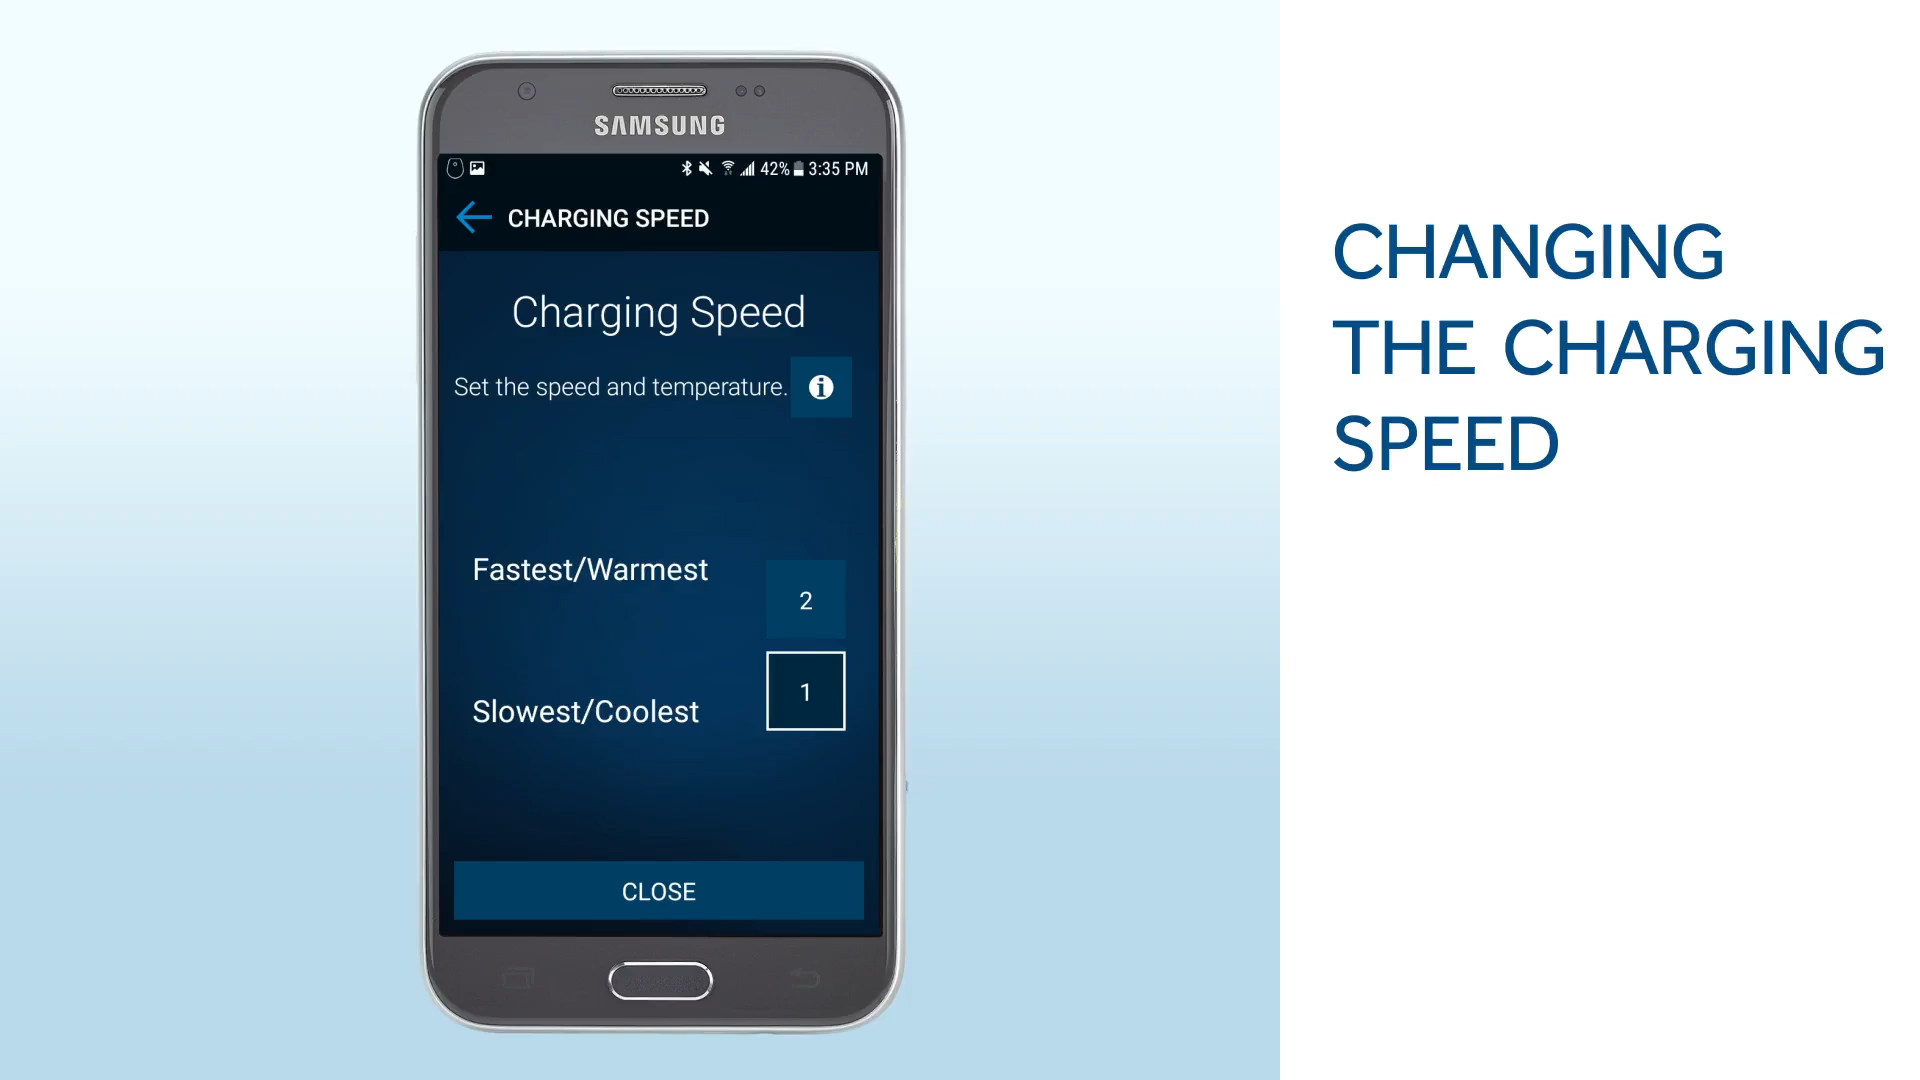 SAMSUNG
42% 3:35 PM
CHARGING SPEED
Charging Speed
Set the speed and temperature.
Fastest/Warmest
2
1
Slowest/Coolest
CLOSE
CHANGING
THE CHARGING
SPEED